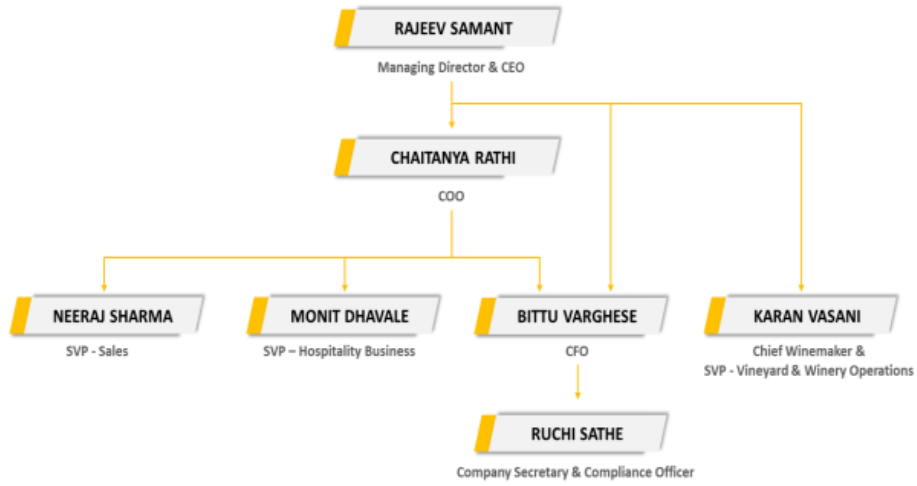 RAJEEV SAMANT
Managing Director & CEO
CHAITANYA RATHI
COO
NEERAJ SHARMA
SVP - Sales
MONIT DHAVALE
SVP – Hospitality Business
BITTU VARGHESE
CFO
KARAN VASANI
Chief Winemaker &
SVP - Vineyard & Winery Operations
RUCHI SATHE
Company Secretary & Compliance Officer